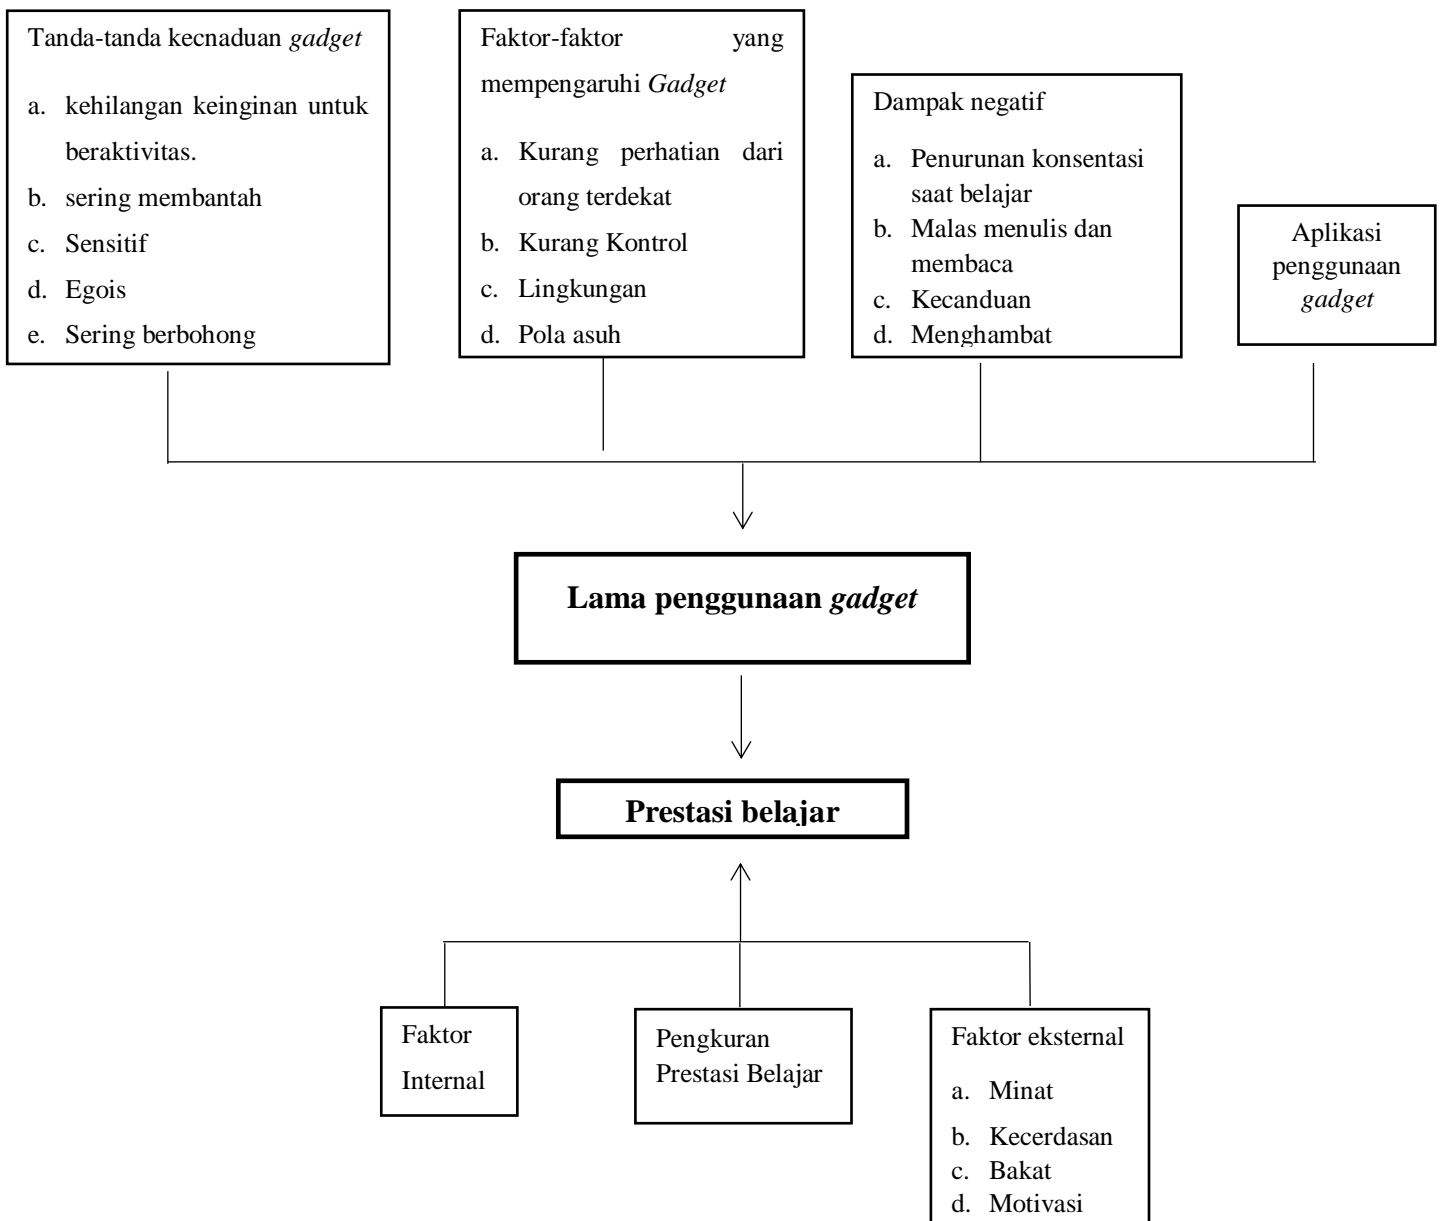 Tanda-tanda kecnaduan gadget
a. kehilangan keinginan untuk
beraktivitas.
b. sering membantah
c. Sensitif
d. Egois
e. Sering berbohong
Faktor-faktor yang
mempengaruhi Gadget
a. Kurang perhatian dari
orang terdekat
b. Kurang Kontrol
c. Lingkungan
d. Pola asuh
Dampak negatif
a. Penurunan konsentasi
saat belajar
b. Malas menulis dan
membaca
c. Kecanduan
d. Menghambat
Aplikasi
penggunaan
gadget
Lama penggunaan gadget
Prestasi belajar
Faktor
Internal
Pengkuran
Prestasi Belajar
Faktor eksternal
a. Minat
b. Kecerdasan
c. Bakat
d. Motivasi